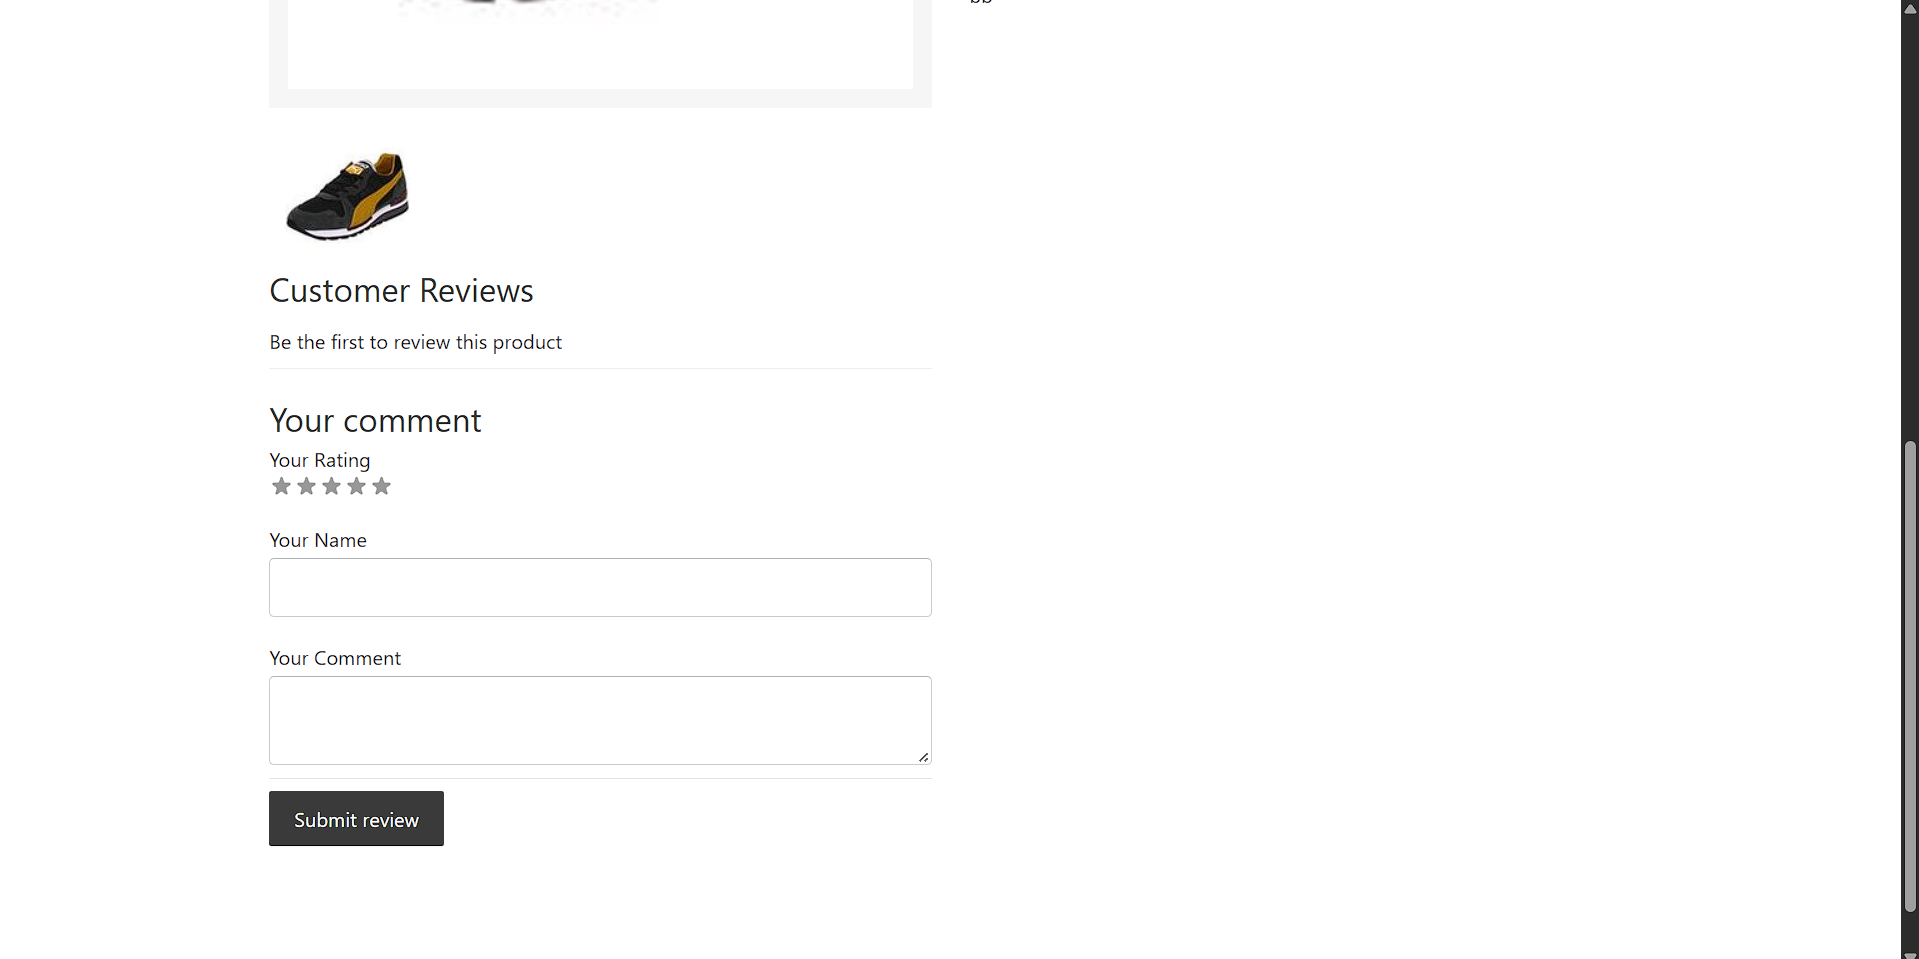 Customer Reviews
Be the first to review this product
Your comment
Your Rating
Your Name
Your Comment
Submit review